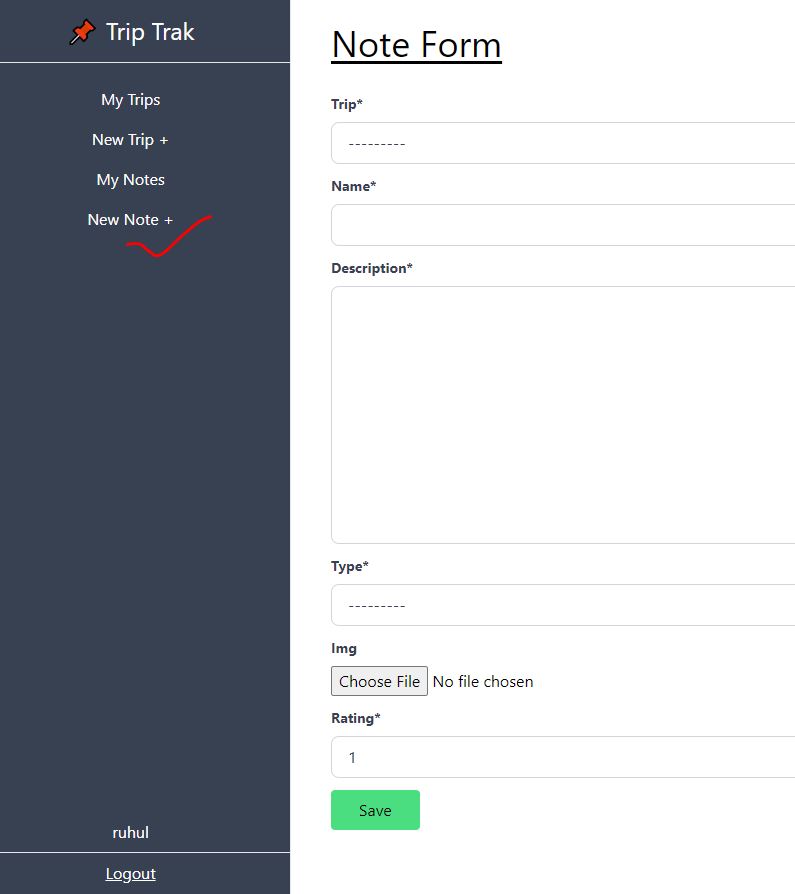 Trip Trak
My Trips
New Trip +
My Notes
New Note +
ruhul
Logout
Note Form
Trip*
---------
Name*
Description*
Type*
---------
Img
Choose File No file chosen
Rating*
1
Save